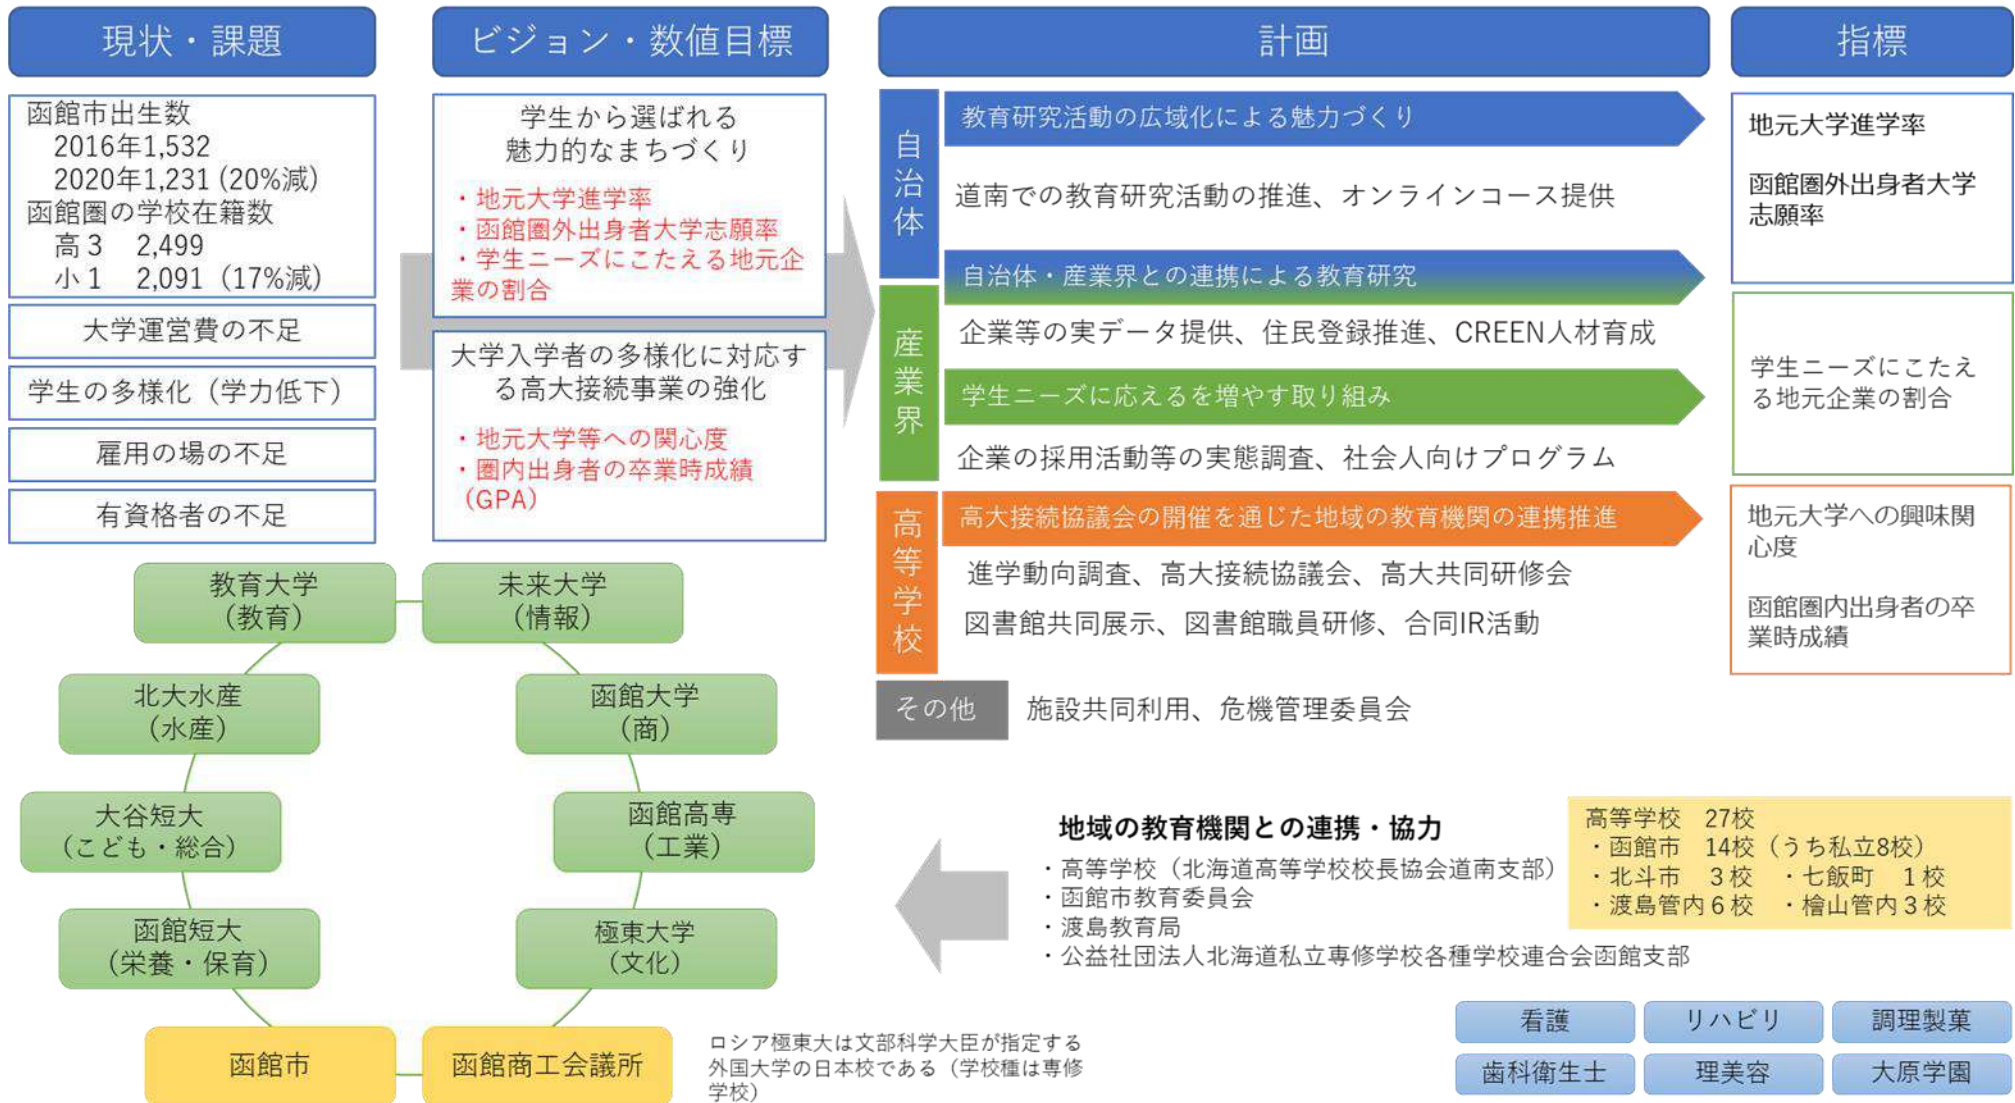 現状・課題
函館市出生数
2016年1,532
2020年1,231 (20%減)
函館圏の学校在籍数
高３　2,499
小１　2,091（17%減）
大学運営費の不足
学生の多様化（学力低下）
雇用の場の不足
有資格者の不足
ビジョン・数値目標
学生から選ばれる
魅力的なまちづくり
・地元大学進学率
・函館圏外出身者大学志願率
・学生ニーズにこたえる地元企
業の割合
大学入学者の多様化に対応す
る高大接続事業の強化
・地元大学等への関心度
・圏内出身者の卒業時成績
（GPA）
計画
自治体
教育研究活動の広域化による魅力づくり
道南での教育研究活動の推進、オンラインコース提供
自治体・産業界との連携による教育研究
産業界
企業等の実データ提供、住民登録推進、CREEN人材育成
学生ニーズに応えるを増やす取り組み
企業の採用活動等の実態調査、社会人向けプログラム
高等学校
高大接続協議会の開催を通じた地域の教育機関の連携推進
進学動向調査、高大接続協議会、高大共同研修会
図書館共同展示、図書館職員研修、合同IR活動
その他
施設共同利用、危機管理委員会
指標
地元大学進学率
函館圏外出身者大学
志願率
学生ニーズにこたえ
る地元企業の割合
地元大学への興味関
心度
函館圏内出身者の卒
業時成績
教育大学
（教育）
未来大学
（情報）
北大水産
（水産）
函館大学
（商）
大谷短大
（こども・総合）
函館高専
（工業）
函館短大
（栄養・保育）
極東大学
（文化）
函館市
函館商工会議所
ロシア極東大は文部科学大臣が指定する
外国大学の日本校である（学校種は専修
学校）
地域の教育機関との連携・協力
・高等学校（北海道高等学校校長協会道南支部）
・函館市教育委員会
・渡島教育局
・公益社団法人北海道私立専修学校各種学校連合会函館支部
高等学校　27校
・函館市　14校（うち私立8校）
・北斗市　３校　・七飯町　１校
・渡島管内６校　・檜山管内３校
看護
リハビリ
調理製菓
歯科衛生士
理美容
大原学園